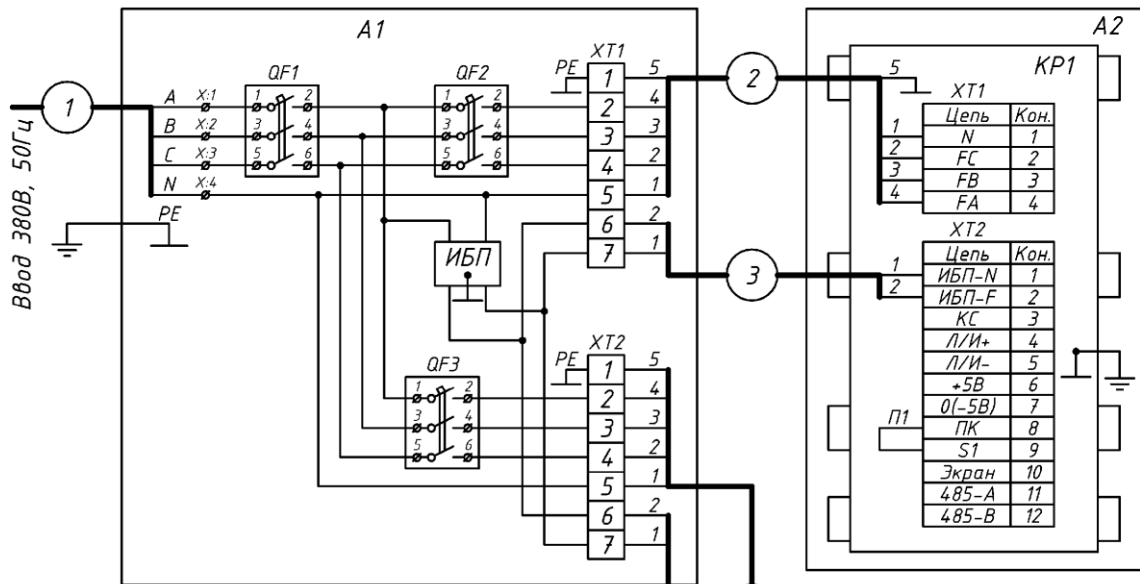 Ввод 380В, 50Гц
1
A1
A X:1
B X:2
C X:3
N X:4
PE
QF1
1 2
3 4
5 6
QF2
1 2
3 4
5 6
ИБП
QF3
1 2
3 4
5 6
XT1
PE 1 5
2 4
3 3
4 2
5 1
6 2
7 1
XT2
PE 1 5
2 4
3 3
4 2
5 1
6 2
7 1
2
3
A2
KP1
5
XT1
Цепь Кон.
1 N 1
2 FC 2
3 FB 3
4 FA 4
XT2
Цепь Кон.
1 ИБП-N 1
2 ИБП-F 2
КС 3
Л/И+ 4
Л/И- 5
+5В 6
0(-5В) 7
П1 ПК 8
S1 9
Экран 10
485-A 11
485-B 12